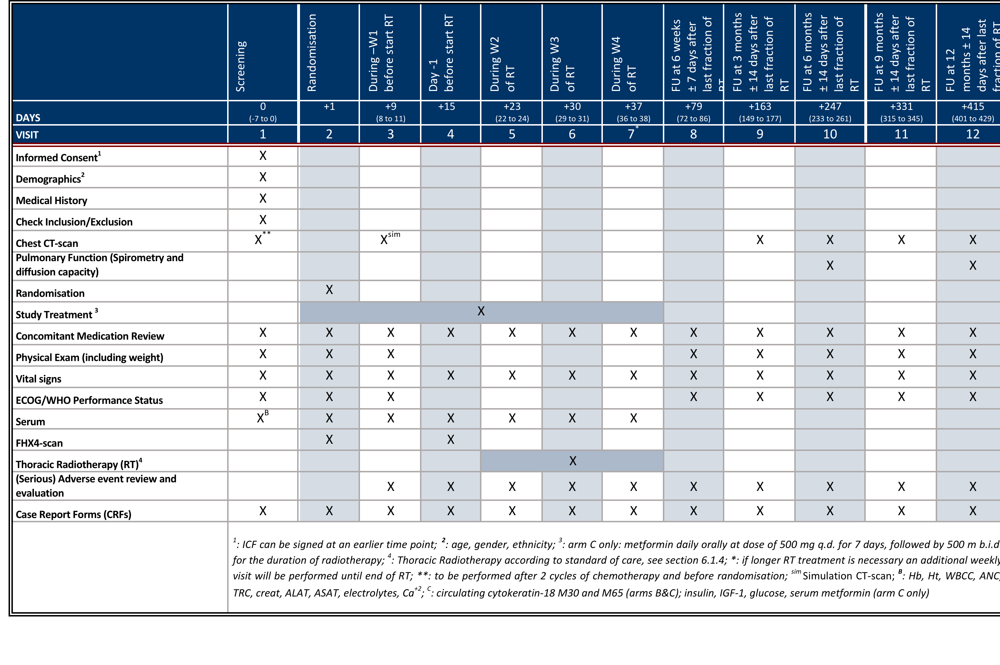 Screening
Randomisation
During –W1
before start RT
Day -1
before start RT
During W2
of RT
During W3
of RT
During W4
of RT
FU at 6 weeks
± 7 days after
last fraction of
RT
FU at 3 months
± 14 days after
last fraction of
RT
FU at 6 months
± 14 days after
last fraction of
RT
FU at 9 months
± 14 days after
last fraction of
RT
FU at 12
months ± 14
days after last
fraction of RT
DAYS 0 +1 +9 +15 +23 +30 +37 +79 +163 +247 +331 +415
(-7 to 0) (8 to 11) (22 to 24) (29 to 31) (36 to 38) (72 to 86) (149 to 177) (233 to 261) (315 to 345) (401 to 429)
VISIT 1 2 3 4 5 6 7* 8 9 10 11 12
Informed Consent1 X
Demographics2 X
Medical History X
Check Inclusion/Exclusion X
Chest CT-scan X** Xsim X X X X
Pulmonary Function (Spirometry and
diffusion capacity) X X
Randomisation X
Study Treatment 3 X
Concomitant Medication Review X X X X X X X X X X X X
Physical Exam (including weight) X X X X X X X X
Vital signs X X X X X X X X X X X X
ECOG/WHO Performance Status X X X X X X X X
Serum XB X X X X X X
FHX4-scan X X
Thoracic Radiotherapy (RT)4 X
(Serious) Adverse event review and
evaluation X X X X X X X X X X
Case Report Forms (CRFs) X X X X X X X X X X X X
1: ICF can be signed at an earlier time point; 2: age, gender, ethnicity; 3: arm C only: metformin daily orally at dose of 500 mg q.d. for 7 days, followed by 500 m b.i.d.
for the duration of radiotherapy; 4: Thoracic Radiotherapy according to standard of care, see section 6.1.4; *: if longer RT treatment is necessary an additional weekly
visit will be performed until end of RT; **: to be performed after 2 cycles of chemotherapy and before randomisation; sim Simulation CT-scan; B: Hb, Ht, WBCC, ANC,
TRC, creat, ALAT, ASAT, electrolytes, Ca+2; C: circulating cytokeratin-18 M30 and M65 (arms B&C); insulin, IGF-1, glucose, serum metformin (arm C only)